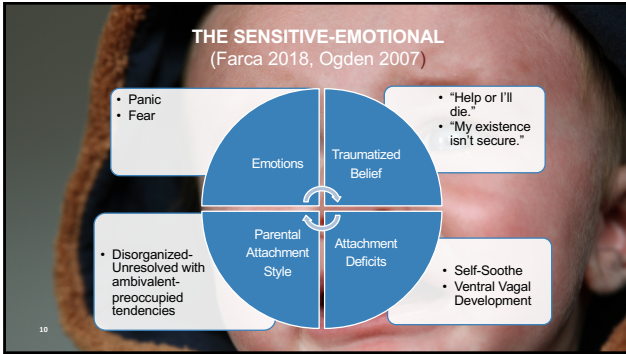 THE SENSITIVE-EMOTIONAL
(Farca 2018, Ogden 2007)
• Panic
• Fear
• “Help or I’ll
die.”
• “My existence
isn’t secure.”
Emotions
Traumatized
Belief
Parental
Attachment
Style
Attachment
Deficits
• Disorganized-
Unresolved with
ambivalent-
preoccupied
tendencies
• Self-Soothe
• Ventral Vagal
Development
10